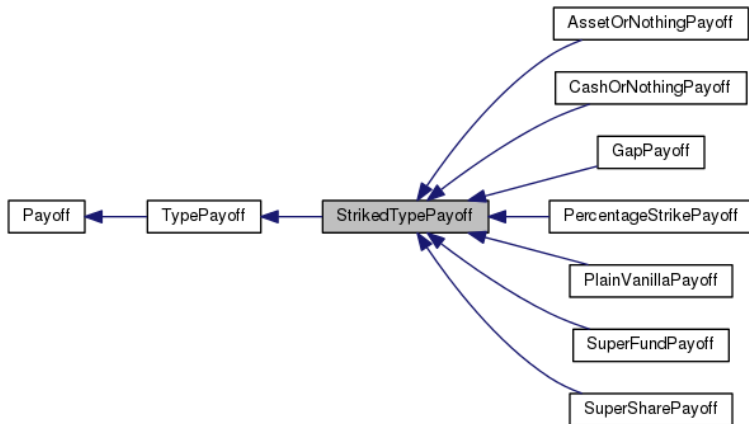 AssetOrNothingPayoff
CashOrNothingPayoff
GapPayoff
Payoff
TypePayoff
StrikedTypePayoff
PercentageStrikePayoff
PlainVanillaPayoff
SuperFundPayoff
SuperSharePayoff